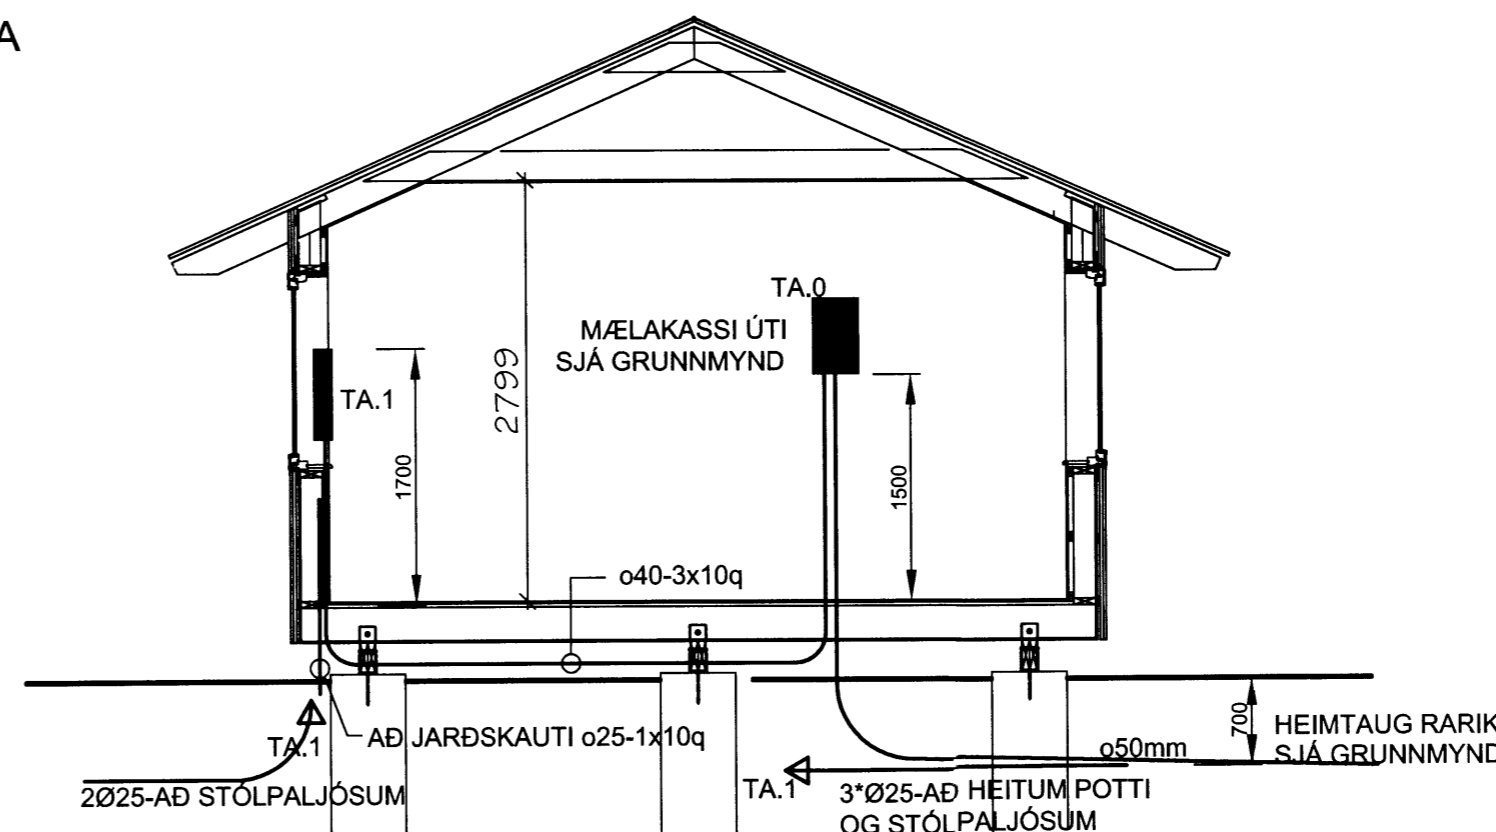 A
TA.0
MÆLAKASSI ÚTI
SJÁ GRUNNMYND
TA.1
2799
1700
1500
o40-3x10q
TA.1
AÐ JARÐSKAUTI o25-1x10q
2Ø25-AÐ STÓLPALJÓSUM
700
HEIMTAUG RARIK
SJÁ GRUNNMYND
o50mm
TA.1
3*Ø25-AÐ HEITUM POTTI
OG STÓLPALJÓSUM